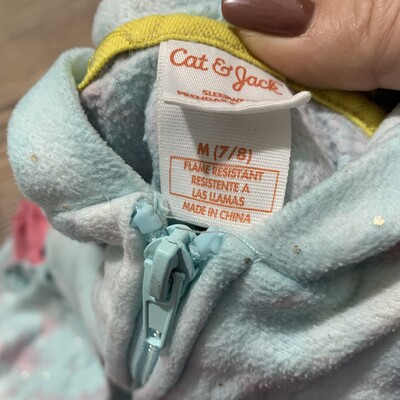 Cat & Jack
M (7/8)
FLAME RESISTANT
RESISTENTE A
LAS LLAMAS
MADE IN CHINA